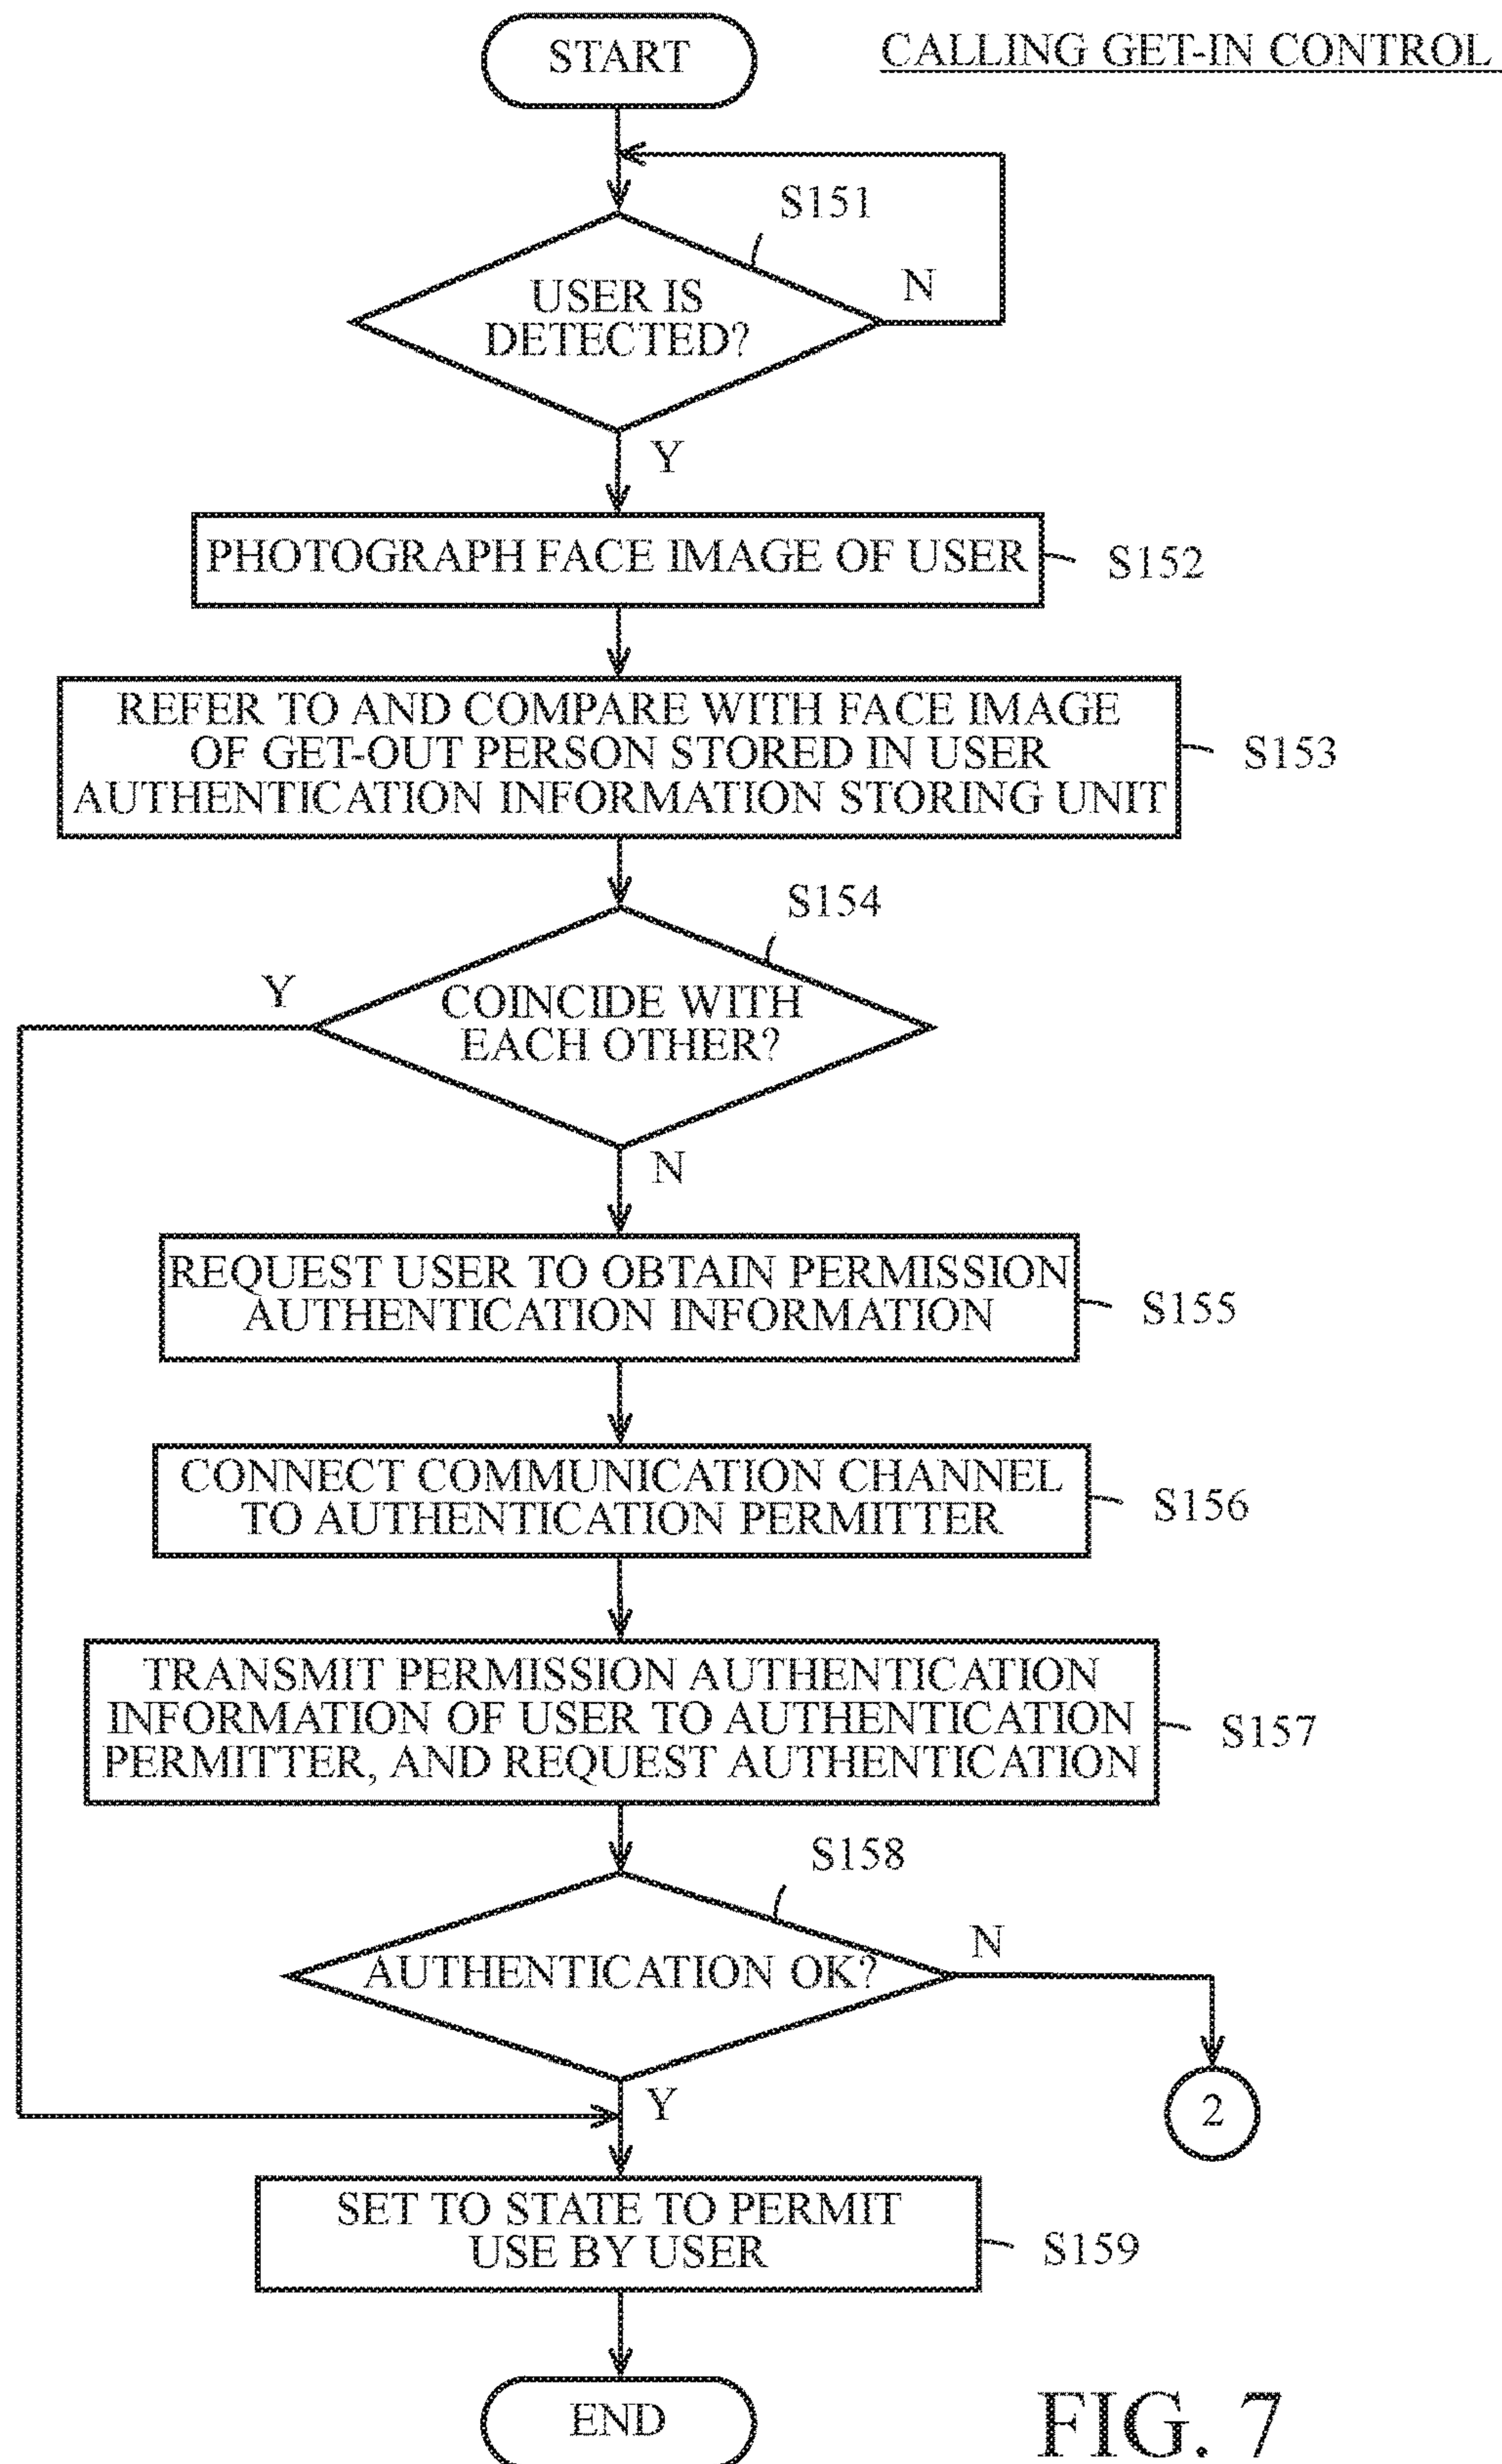 START
CALLING GET-IN CONTROL
S151
USER IS
DETECTED?
N
Y
PHOTOGRAPH FACE IMAGE OF USER
S152
REFER TO AND COMPARE WITH FACE IMAGE
OF GET-OUT PERSON STORED IN USER
AUTHENTICATION INFORMATION STORING UNIT
S153
S154
Y
COINCIDE WITH
EACH OTHER?
N
REQUEST USER TO OBTAIN PERMISSION
AUTHENTICATION INFORMATION
S155
CONNECT COMMUNICATION CHANNEL
TO AUTHENTICATION PERMITTER
S156
TRANSMIT PERMISSION AUTHENTICATION
INFORMATION OF USER TO AUTHENTICATION
PERMITTER, AND REQUEST AUTHENTICATION
S157
S158
AUTHENTICATION OK?
N
Y
2
SET TO STATE TO PERMIT
USE BY USER
S159
END
FIG. 7